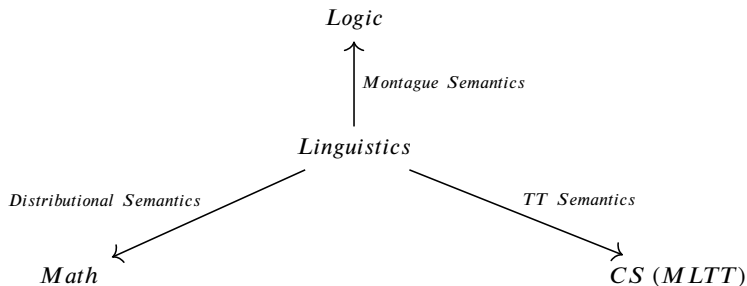 Logic
Montague Semantics
Linguistics
Distributional Semantics
TT Semantics
Math
CS (MLTT)